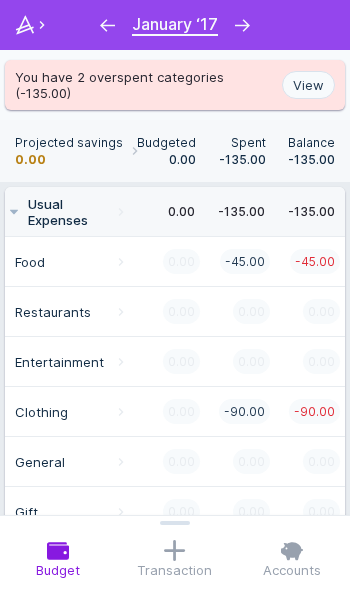 January ‘17
You have 2 overspent categories
(-135.00)
View
Projected savings Budgeted Spent Balance
0.00 0.00 -135.00 -135.00
Usual
Expenses
0.00 -135.00 -135.00
Food 0.00 -45.00 -45.00
Restaurants 0.00 0.00 0.00
Entertainment 0.00 0.00 0.00
Clothing 0.00 -90.00 -90.00
General 0.00 0.00 0.00
Gift 0.00 0.00 0.00
Budget Transaction Accounts